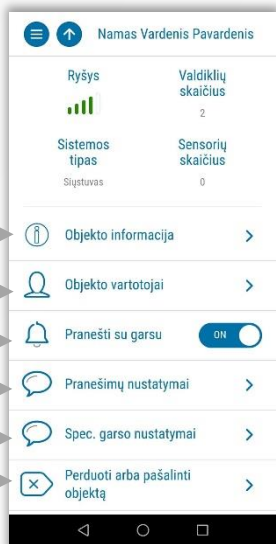 Namas Vardenis Pavardenis
Ryšys
Valdiklių
skaičius
2
Sistemos
tipas
Siųstuvas
Sensorių
skaičius
0
Objekto informacija
Objekto vartotojai
Pranešti su garsu
ON
Pranešimų nustatymai
Spec. garso nustatymai
Perduoti arba pašalinti
objektą